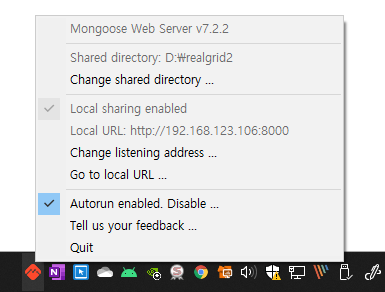 Mongoose Web Server v7.2.2
Shared directory: D:₩realgrid2
Change shared directory ...
Local sharing enabled
Local URL: http://192.168.123.106:8000
Change listening address ...
Go to local URL ...
Autorun enabled. Disable ...
Tell us your feedback ...
Quit